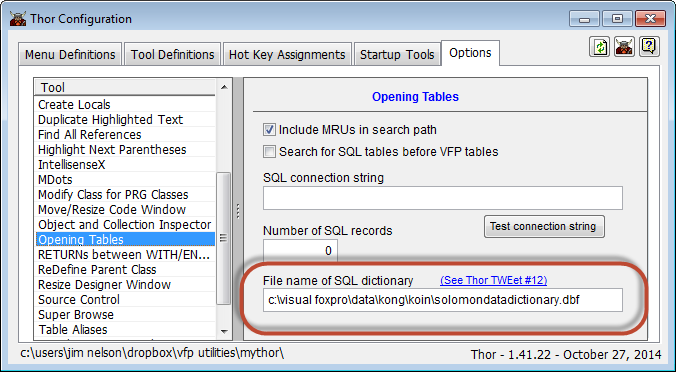 Thor Configuration
Menu Definitions Tool Definitions Hot Key Assignments Startup Tools Options
Tool
Create Locals
Duplicate Highlighted Text
Find All References
Highlight Next Parentheses
IntellisenseX
MDots
Modify Class for PRG Classes
Move/Resize Code Window
Object and Collection Inspector
Opening Tables
RETURNs between WITH/EN...
ReDefine Parent Class
Resize Designer Window
Source Control
Super Browse
Table Aliases
Opening Tables
Include MRUs in search path
Search for SQL tables before VFP tables
SQL connection string
Number of SQL records
Test connection string
0
File name of SQL dictionary (See Thor TWEet #12)
c:\visual foxpro\data\kong\koin\solomondatadictionary.dbf
c:\users\jim nelson\dropbox\vfp utilities\mythor\ Thor - 1.41.22 - October 27, 2014